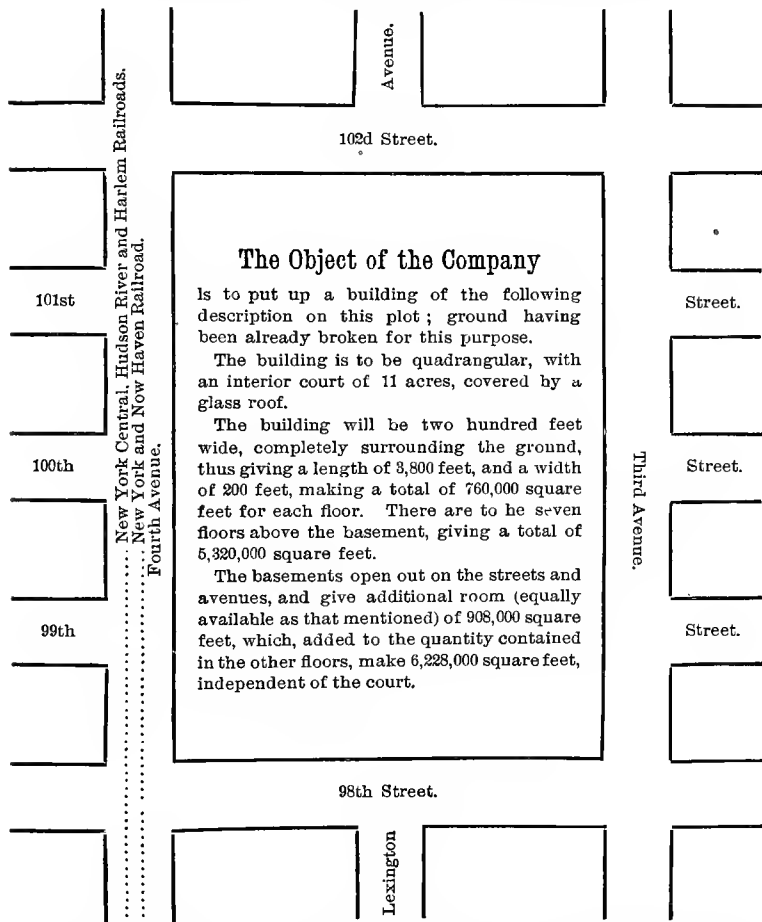 Avenue.
102d Street.
New York Central, Hudson River and Harlem Railroads.
New York and Now Haven Railroad.
Fourth Avenue.
101st
100th
99th
The Object of the Company
Is to put up a building of the following
description on this plot ; ground having
been already broken for this purpose.
The building is to be quadrangular, with
an interior court of 11 acres, covered by a
glass roof.
The building will be two hundred feet
wide, completely surrounding the ground,
thus giving a length of 3,800 feet, and a width
of 200 feet, making a total of 760,000 square
feet for each floor. There are to he seven
floors above the basement, giving a total of
5,320,000 square feet.
The basements open out on the streets and
avenues, and give additional room (equally
available as that mentioned) of 908,000 square
feet, which, added to the quantity contained
in the other floors, make 6,228,000 square feet,
independent of the court.
Third Avenue.
Street.
Street.
Street.
98th Street.
Lexington